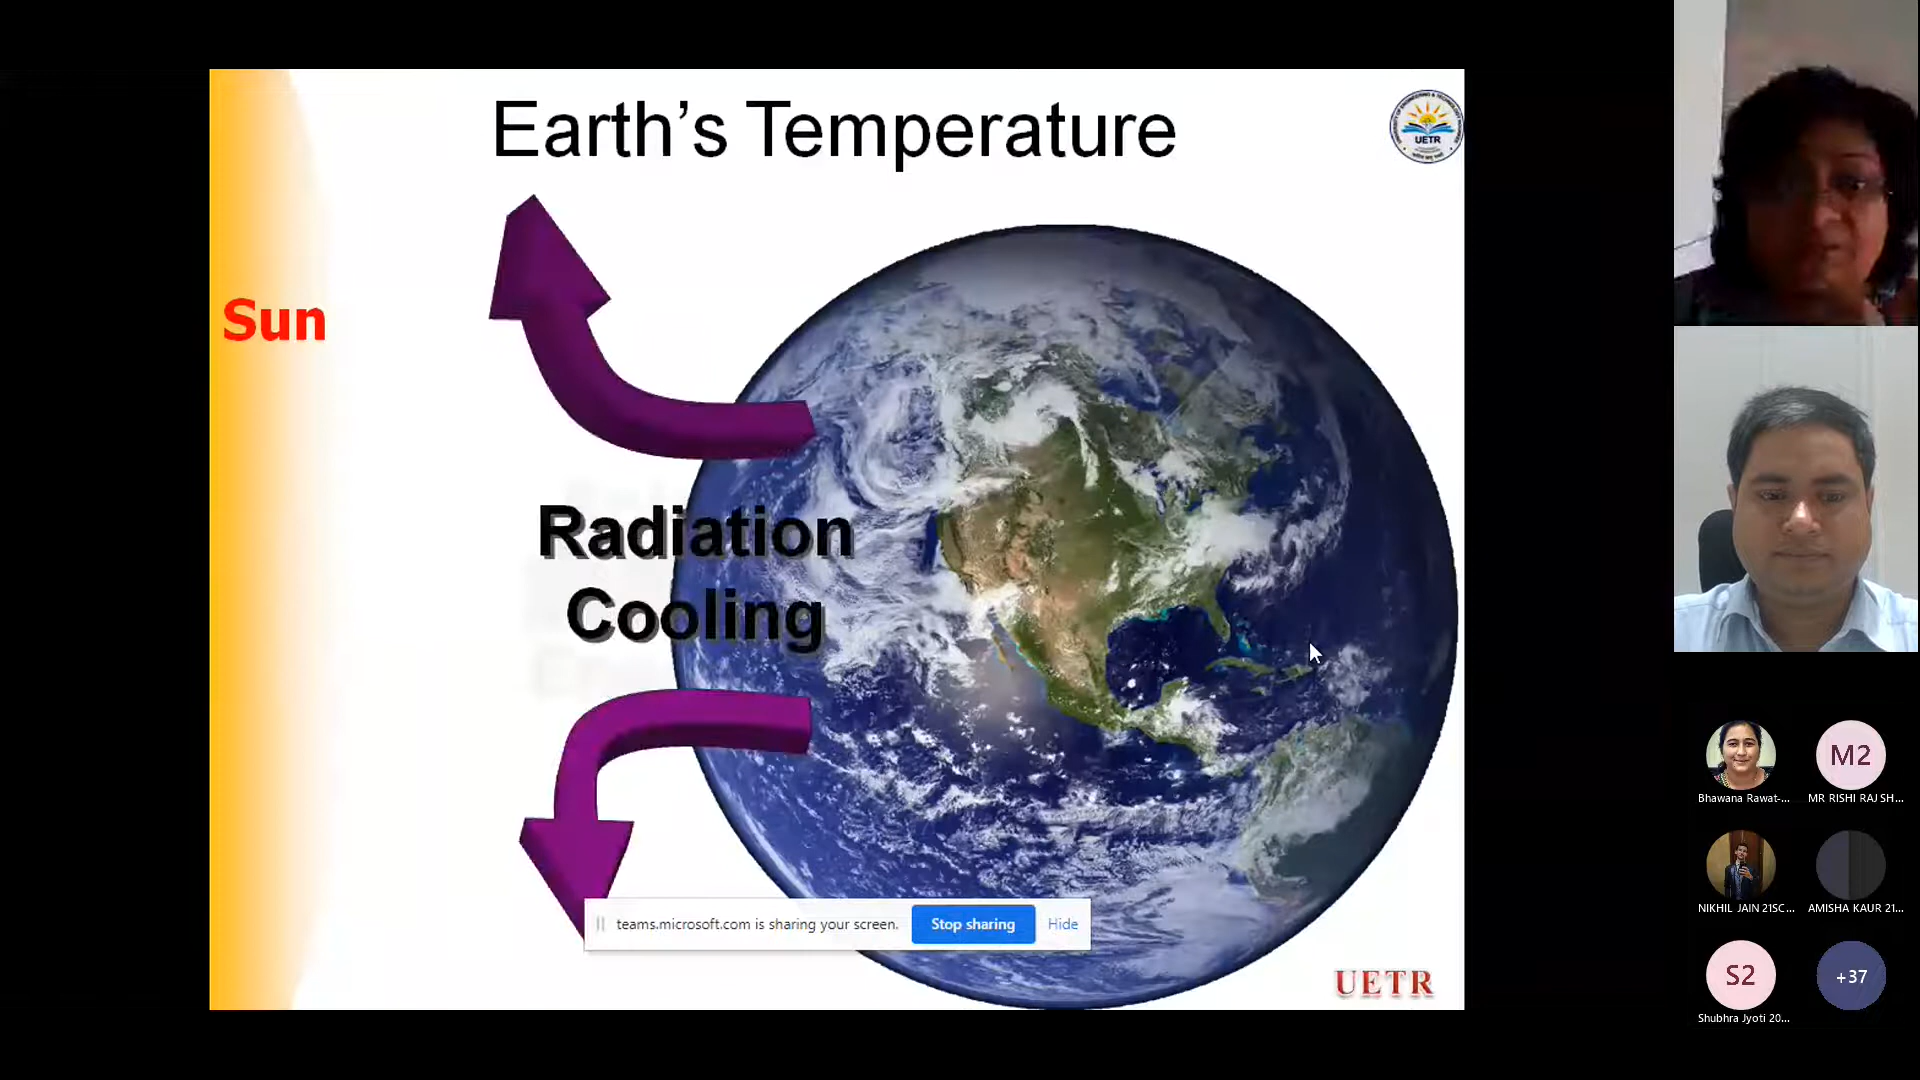 Earth’s Temperature
UETR
Sun
Radiation
Cooling
teams.microsoft.com is sharing your screen.
Stop sharing
Hide
UETR
Bhawana Rawat-...
M2
MR RISHI RAJ SH...
NIKHIL JAIN 21SC...
AMISHA KAUR 21...
S2
Shubhra Jyoti 20...
+37